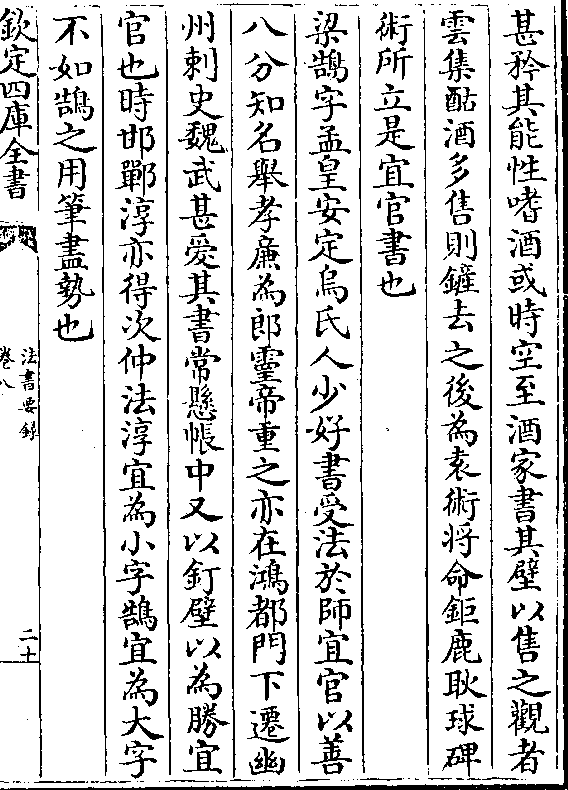 甚矜其能性嗜酒或時空至酒家書其壁以售之觀者
雲集酤酒多售則鏟去之後為袁術將命鉅鹿耿球碑
術所立是宜官書也
梁鵠字孟皇安定烏氏人少好書受法於師宜官以善
八分知名舉孝廉為郎靈帝重之亦在鴻都門下遷幽
州刺史魏武甚愛其書常懸帳中又以釘壁以為勝宜
官也時邯鄲淳亦得次仲法淳宜為小字鵠宜為大字
不如鵠之用筆盡勢也
欽定四庫全書
法書要錄
卷八
二十